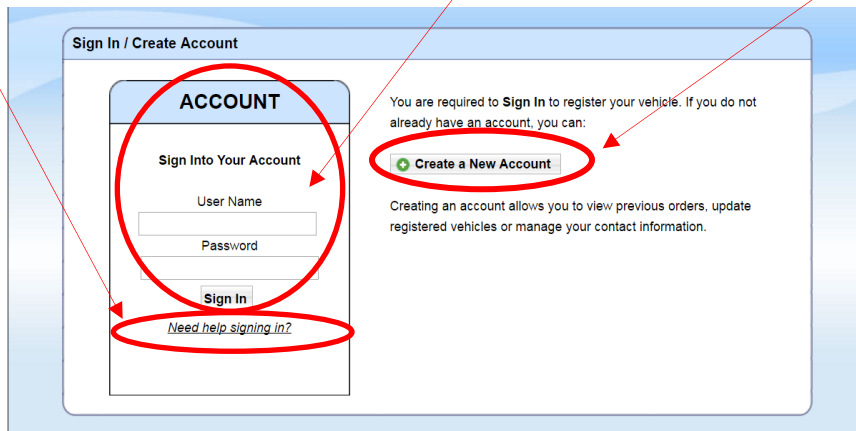 Sign In / Create Account
ACCOUNT
Sign Into Your Account
User Name
Password
Sign In
Need help signing in?
You are required to Sign In to register your vehicle. If you do not
already have an account, you can:
Create a New Account
Creating an account allows you to view previous orders, update
registered vehicles or manage your contact information.